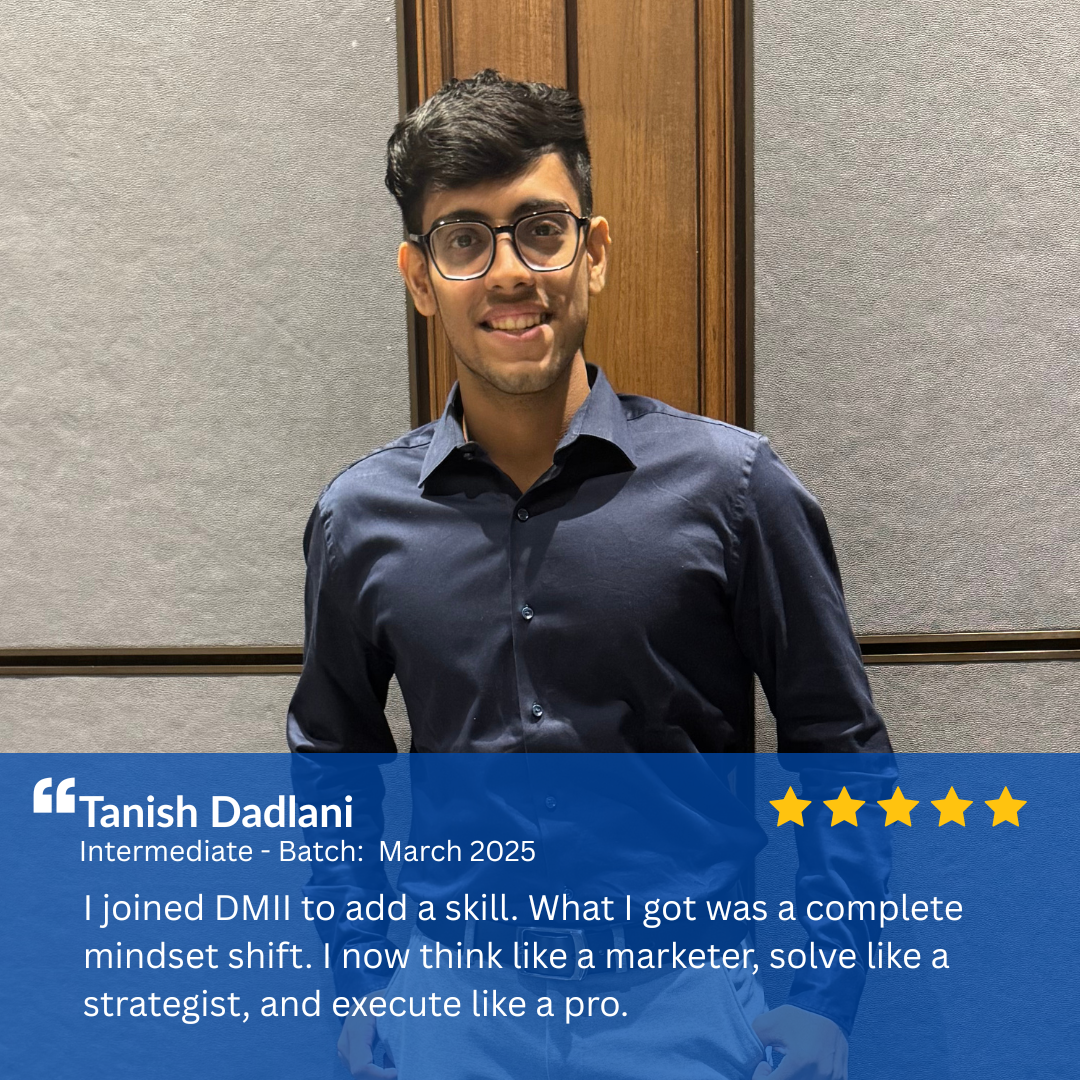 ❝Tanish Dadlani
Intermediate - Batch: March 2025
I joined DMII to add a skill. What I got was a complete
mindset shift. I now think like a marketer, solve like a
strategist, and execute like a pro.